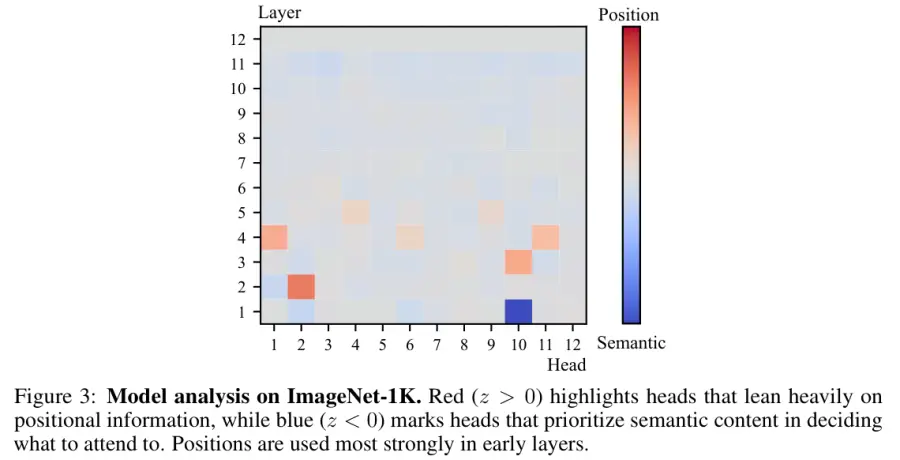 Layer
Position
12
11
10
9
8
7
6
5
4
3
2
1
Semantic
1 2 3 4 5 6 7 8 9 10 11 12
Head
Figure 3: Model analysis on ImageNet-1K. Red (z > 0) highlights heads that lean heavily on
positional information, while blue (z < 0) marks heads that prioritize semantic content in deciding
what to attend to. Positions are used most strongly in early layers.